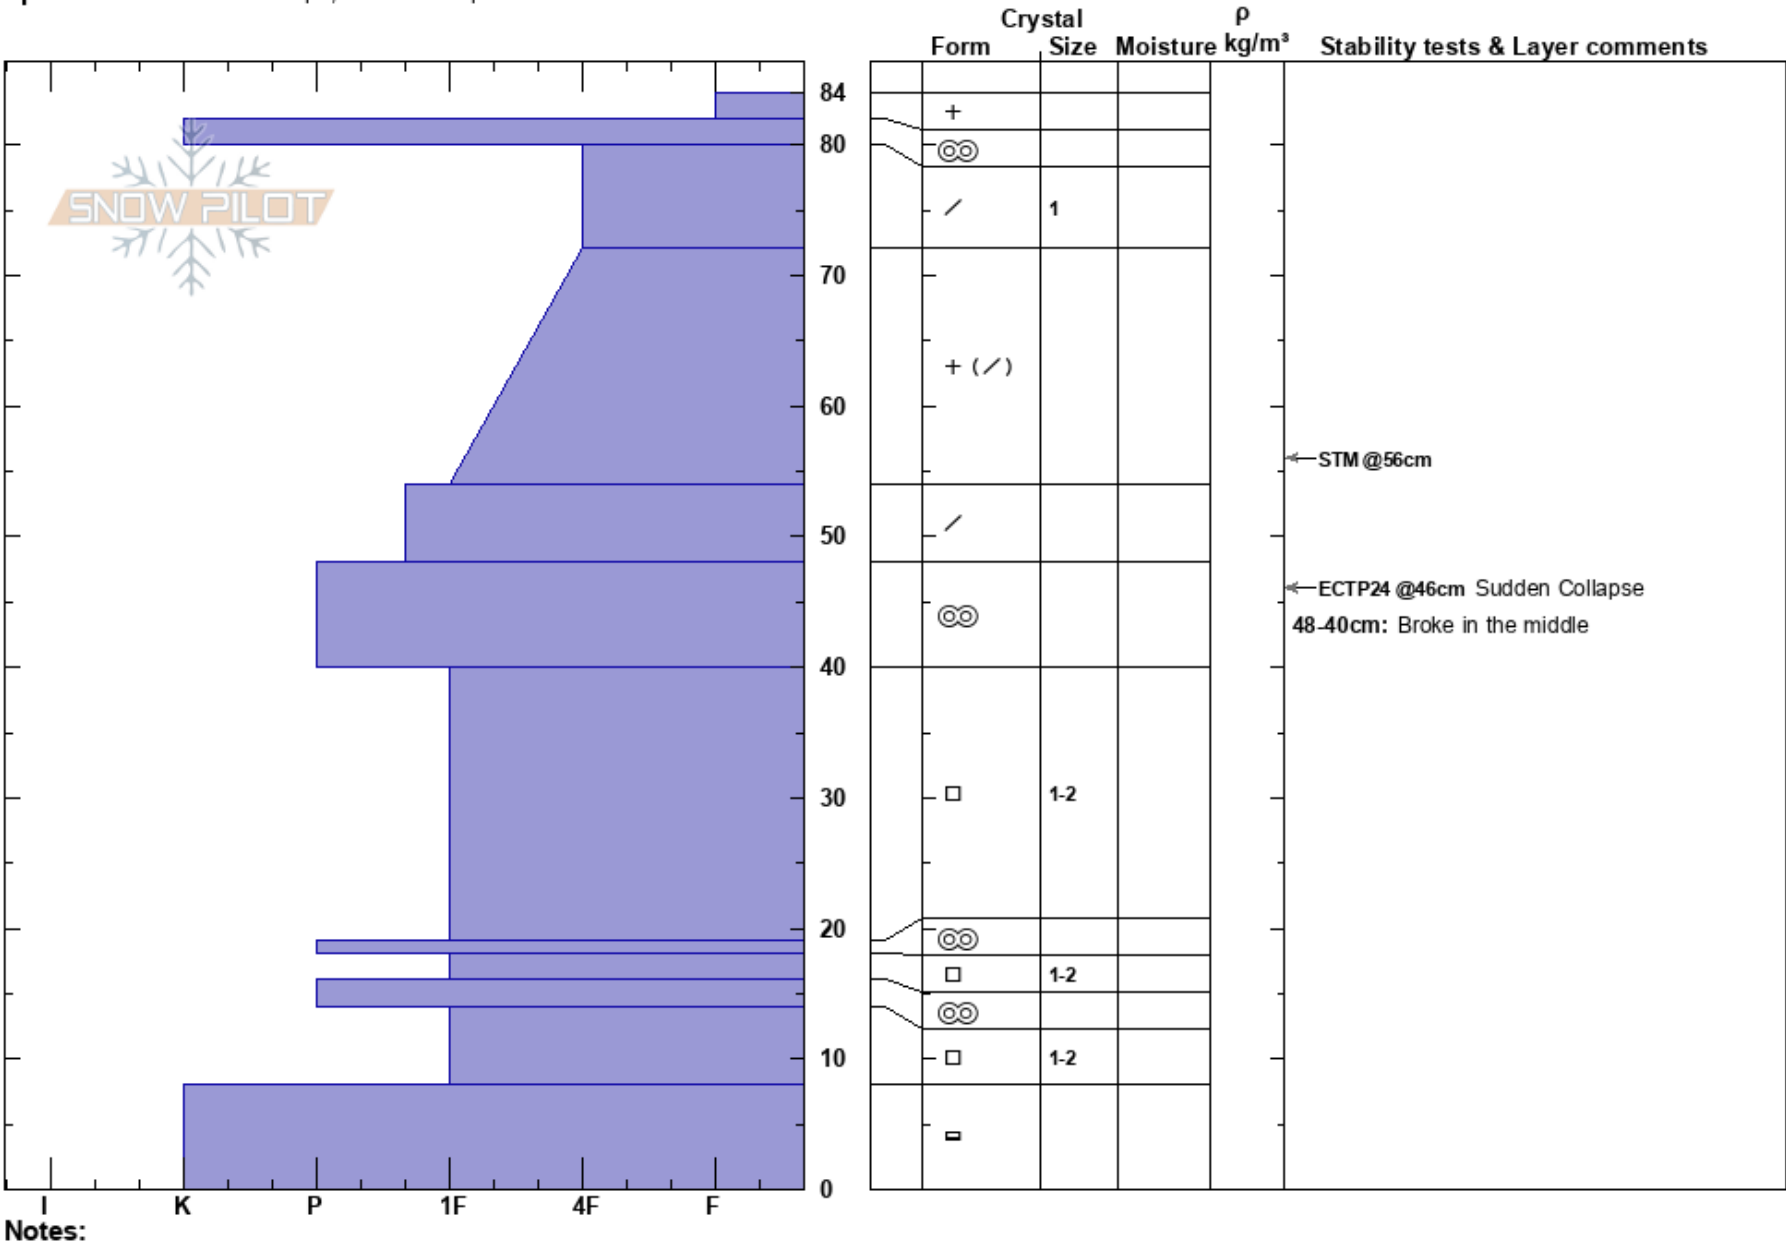 Crystal ρ
Form Size Moisture kg/m³ Stability tests & Layer comments
84
80
SNOW PILOT
1
70
60
STM @56cm
50
ECTP24 @46cm Sudden Collapse
48-40cm: Broke in the middle
40
30 1-2
20
1-2
10 1-2
0
I K P 1F 4F F
Notes: